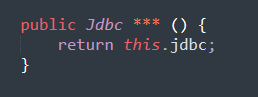 public Jdbc *** () {
return this.jdbc;
}